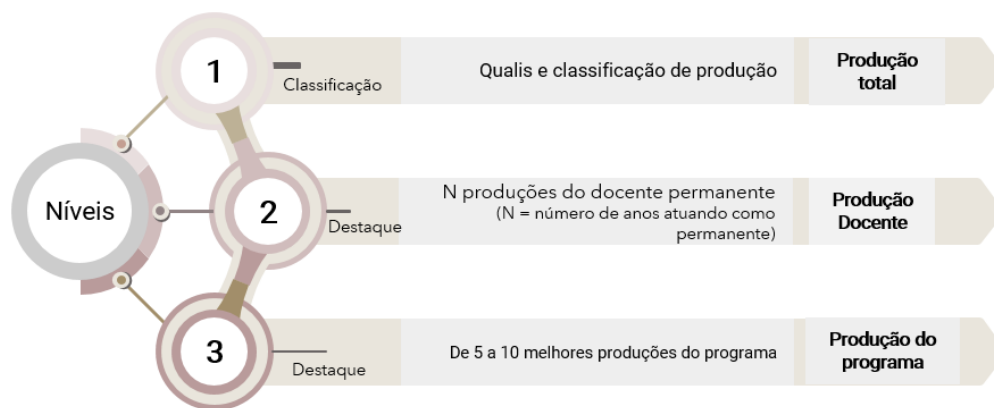 Níveis
1
Classificação
Qualis e classificação de produção
Produção
total
2
Destaque
N produções do docente permanente
(N = número de anos atuando como
permanente)
Produção
Docente
3
Destaque
De 5 a 10 melhores produções do programa
Produção do
programa